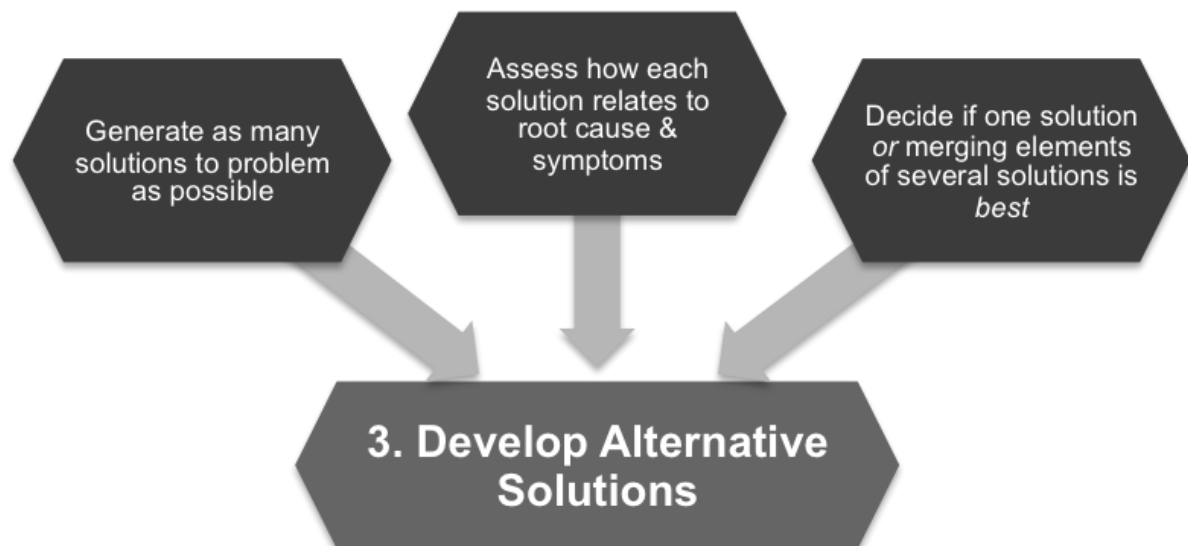 Generate as many
solutions to problem
as possible
Assess how each
solution relates to
root cause &
symptoms
Decide if one solution
or merging elements
of several solutions is
best
3. Develop Alternative
Solutions